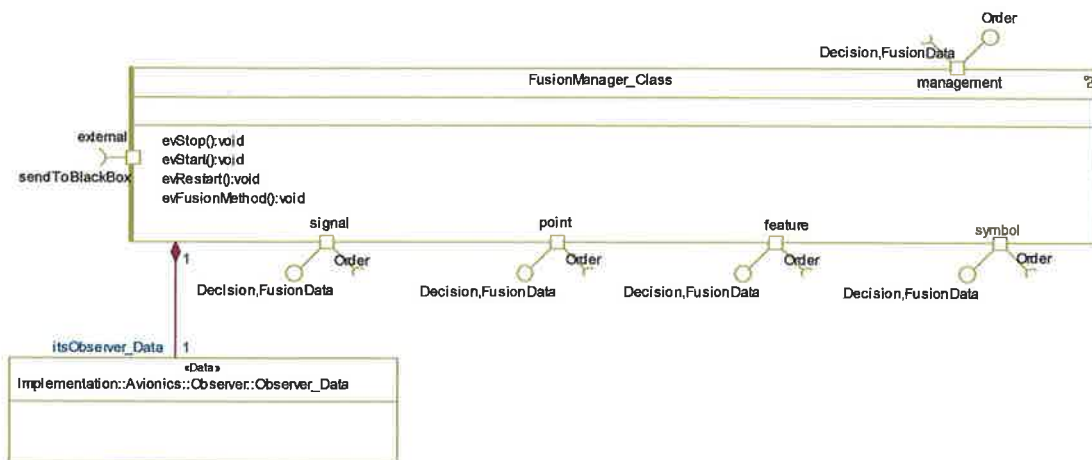 Order
Decision,FusionData
FusionManager_Class
management
external
sendToBlackBox
evStop():void
evStart():void
evRestart():void
evFusionMethod():void
signal
point
feature
symbol
1
Order
Order
Order
Order
Decision,FusionData
Decision,FusionData
Decision,FusionData
Decision,FusionData
itsObserver_Data
1
«Data»
Implementation::Avionics::Observer::Observer_Data